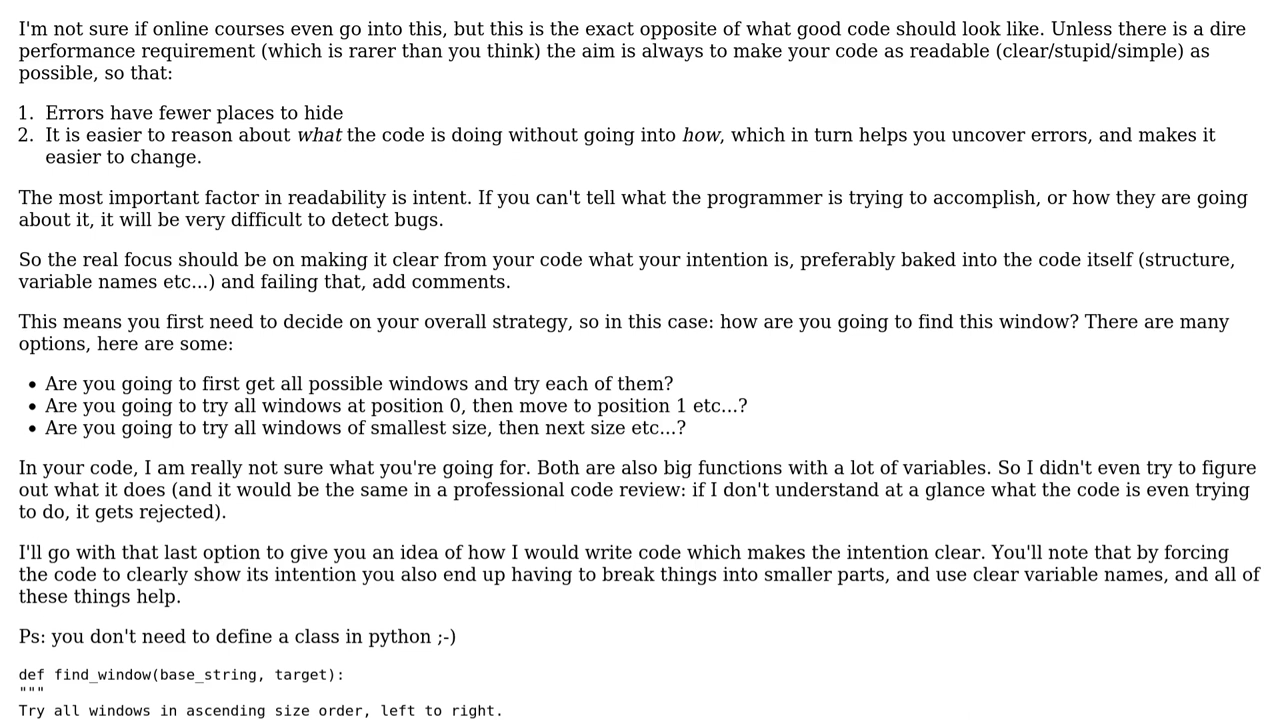 I'm not sure if online courses even go into this, but this is the exact opposite of what good code should look like. Unless there is a dire
performance requirement (which is rarer than you think) the aim is always to make your code as readable (clear/stupid/simple) as
possible, so that:
1. Errors have fewer places to hide
2. It is easier to reason about what the code is doing without going into how, which in turn helps you uncover errors, and makes it
easier to change.
The most important factor in readability is intent. If you can't tell what the programmer is trying to accomplish, or how they are going
about it, it will be very difficult to detect bugs.
So the real focus should be on making it clear from your code what your intention is, preferably baked into the code itself (structure,
variable names etc...) and failing that, add comments.
This means you first need to decide on your overall strategy, so in this case: how are you going to find this window? There are many
options, here are some:
• Are you going to first get all possible windows and try each of them?
• Are you going to try all windows at position 0, then move to position 1 etc...?
• Are you going to try all windows of smallest size, then next size etc...?
In your code, I am really not sure what you're going for. Both are also big functions with a lot of variables. So I didn't even try to figure
out what it does (and it would be the same in a professional code review: if I don't understand at a glance what the code is even trying
to do, it gets rejected).
I'll go with that last option to give you an idea of how I would write code which makes the intention clear. You'll note that by forcing
the code to clearly show its intention you also end up having to break things into smaller parts, and use clear variable names, and all of
these things help.
Ps: you don't need to define a class in python ;-)
def find_window(base_string, target):
"""
Try all windows in ascending size order, left to right.